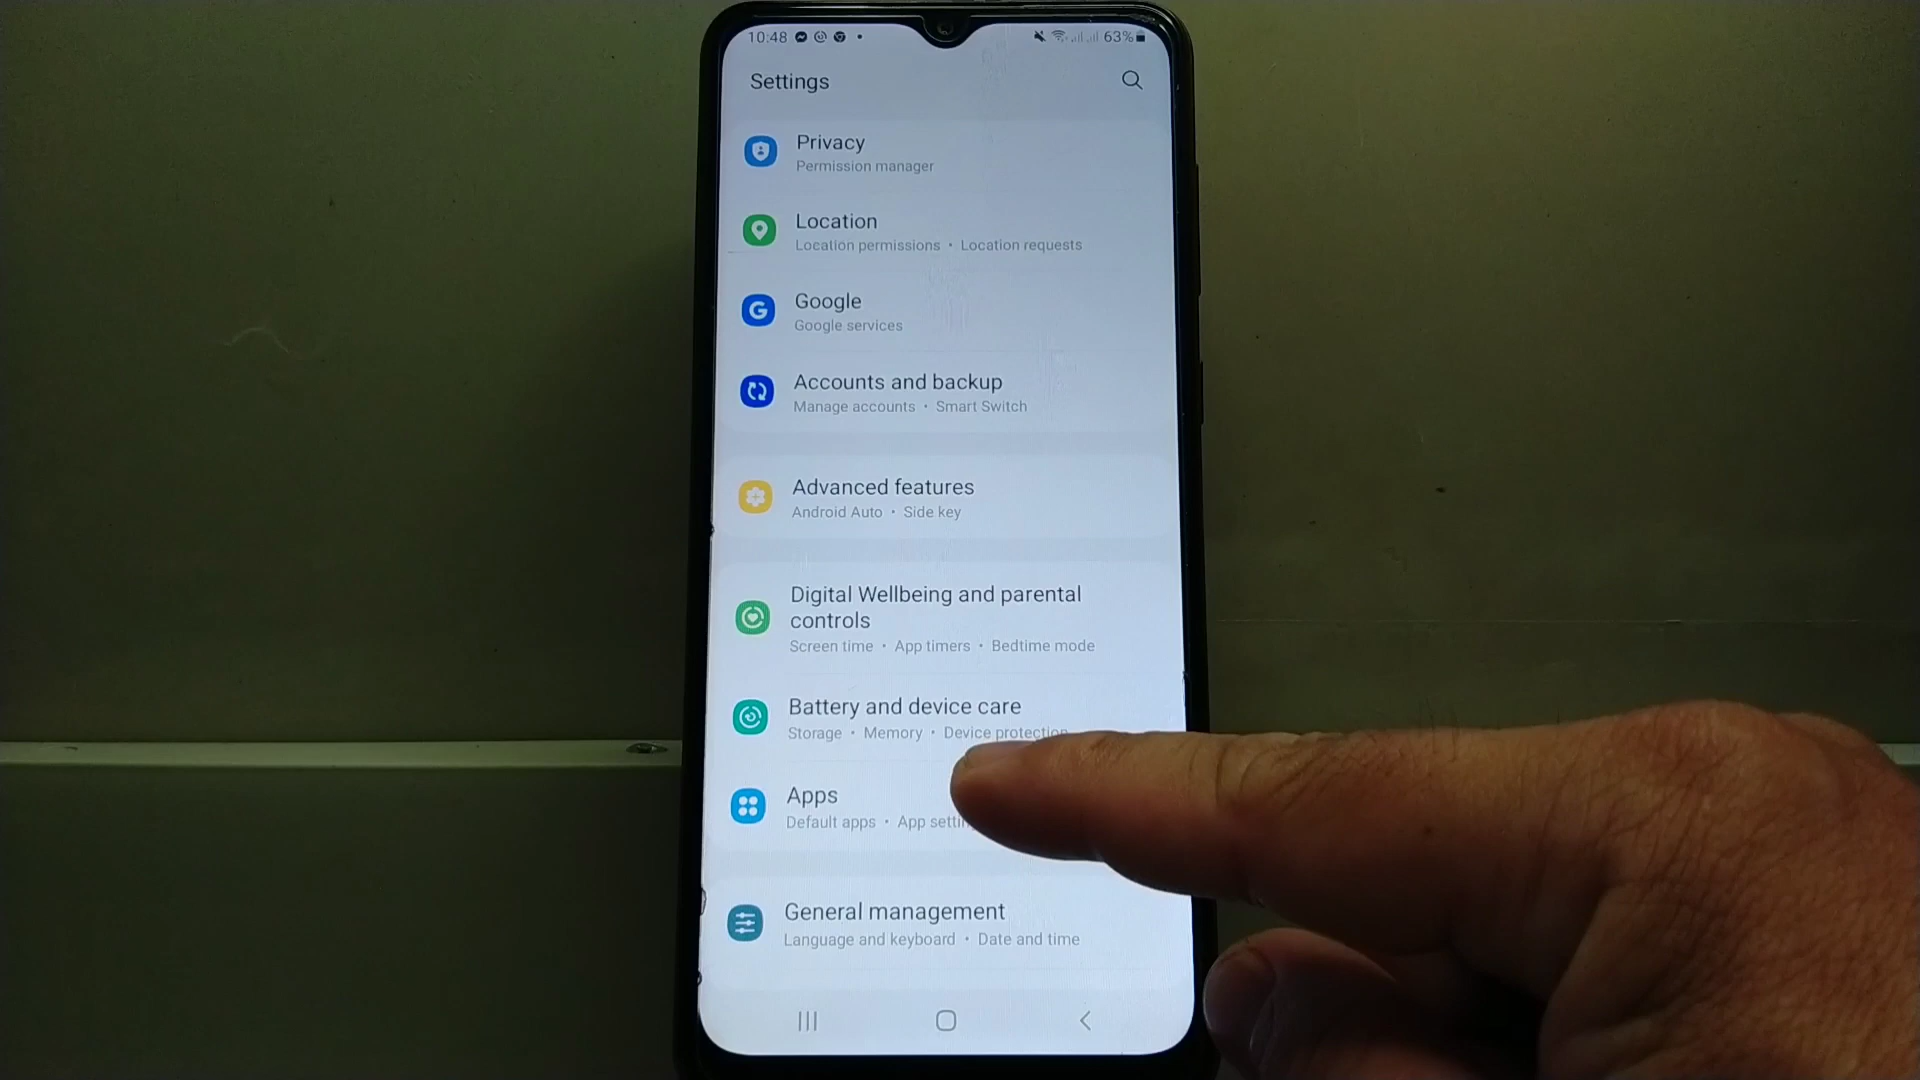 10:48 63%
Settings
Privacy
Permission manager
Location
Location permissions • Location requests
G
Google
Google services
Accounts and backup
Manage accounts • Smart Switch
Advanced features
Android Auto • Side key
Digital Wellbeing and parental
controls
Screen time • App timers • Bedtime mode
Battery and device care
Storage • Memory • Device protection
Apps
Default apps • App
General management
Language and keyboard • Date and time